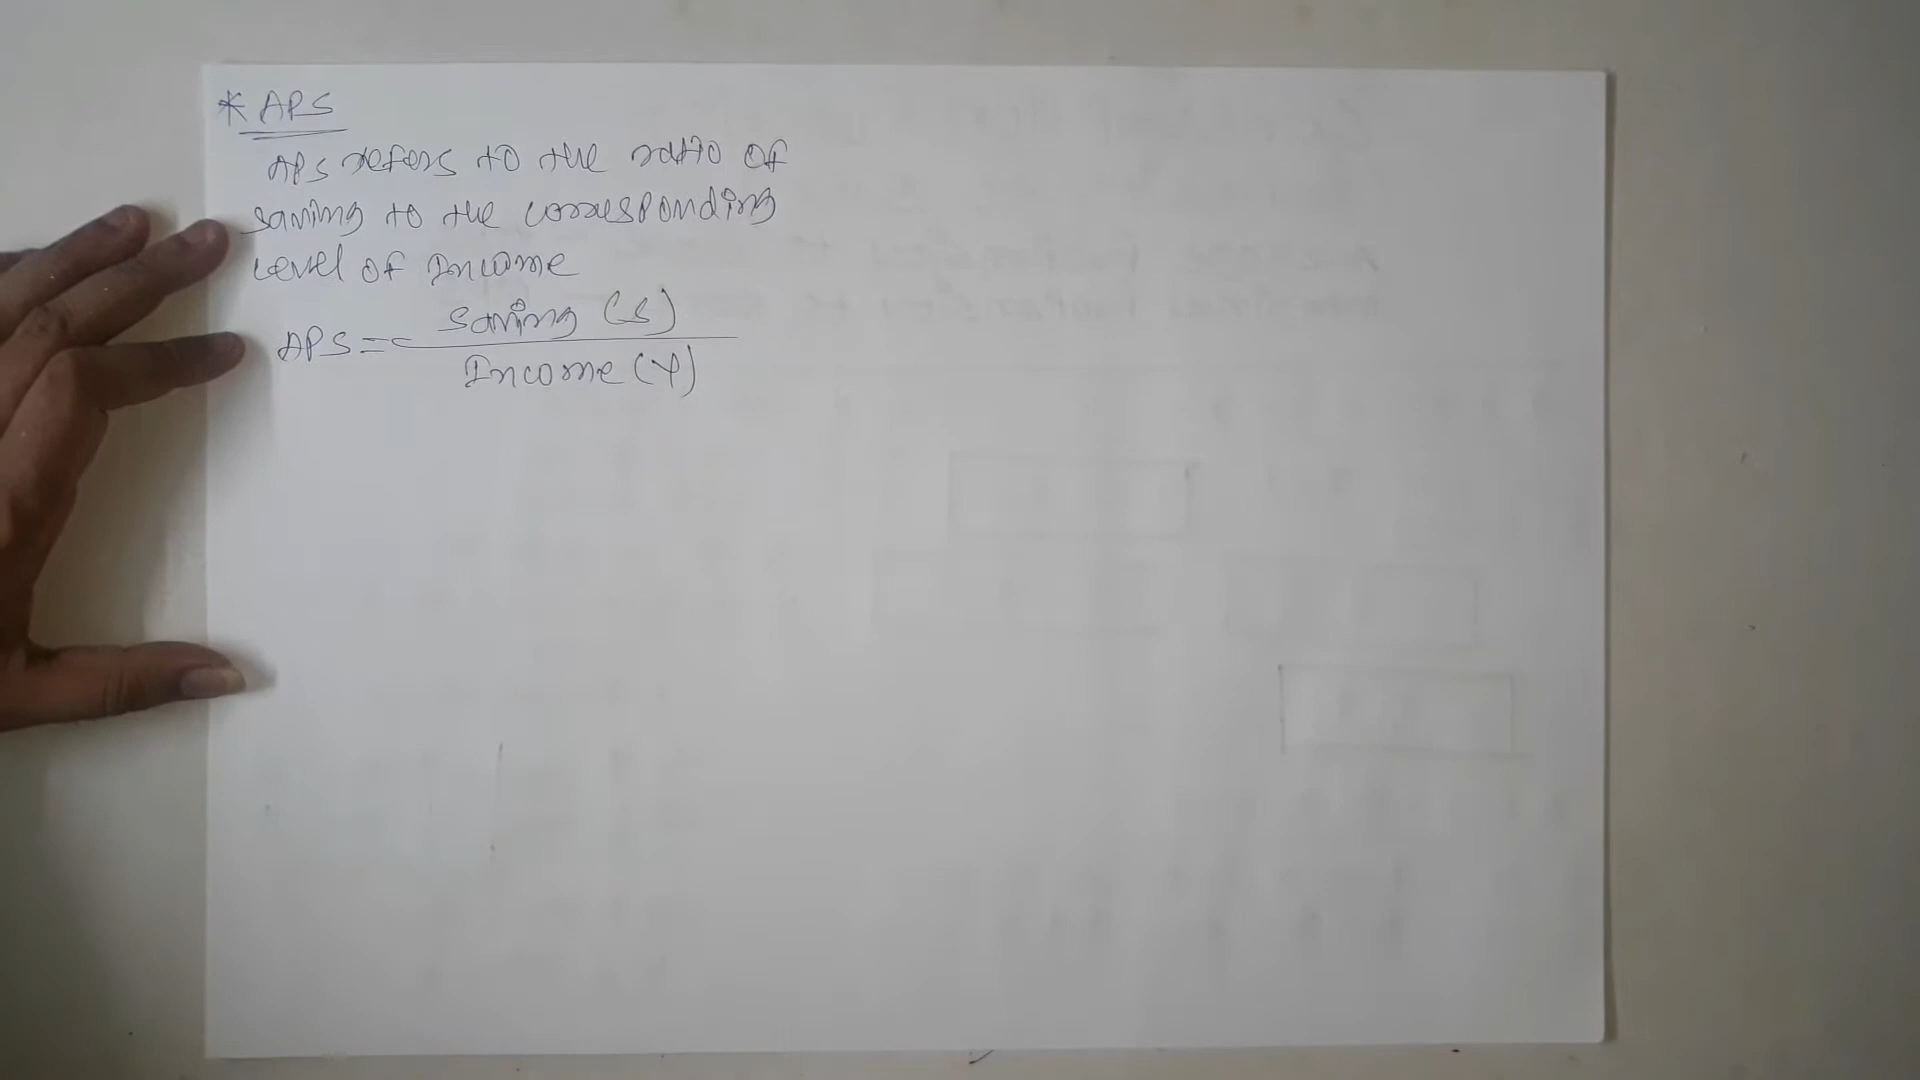 * APS
APS refers to the ratio of
saving to the corresponding
level of Income
APS = Saving (S)
Income (Y)